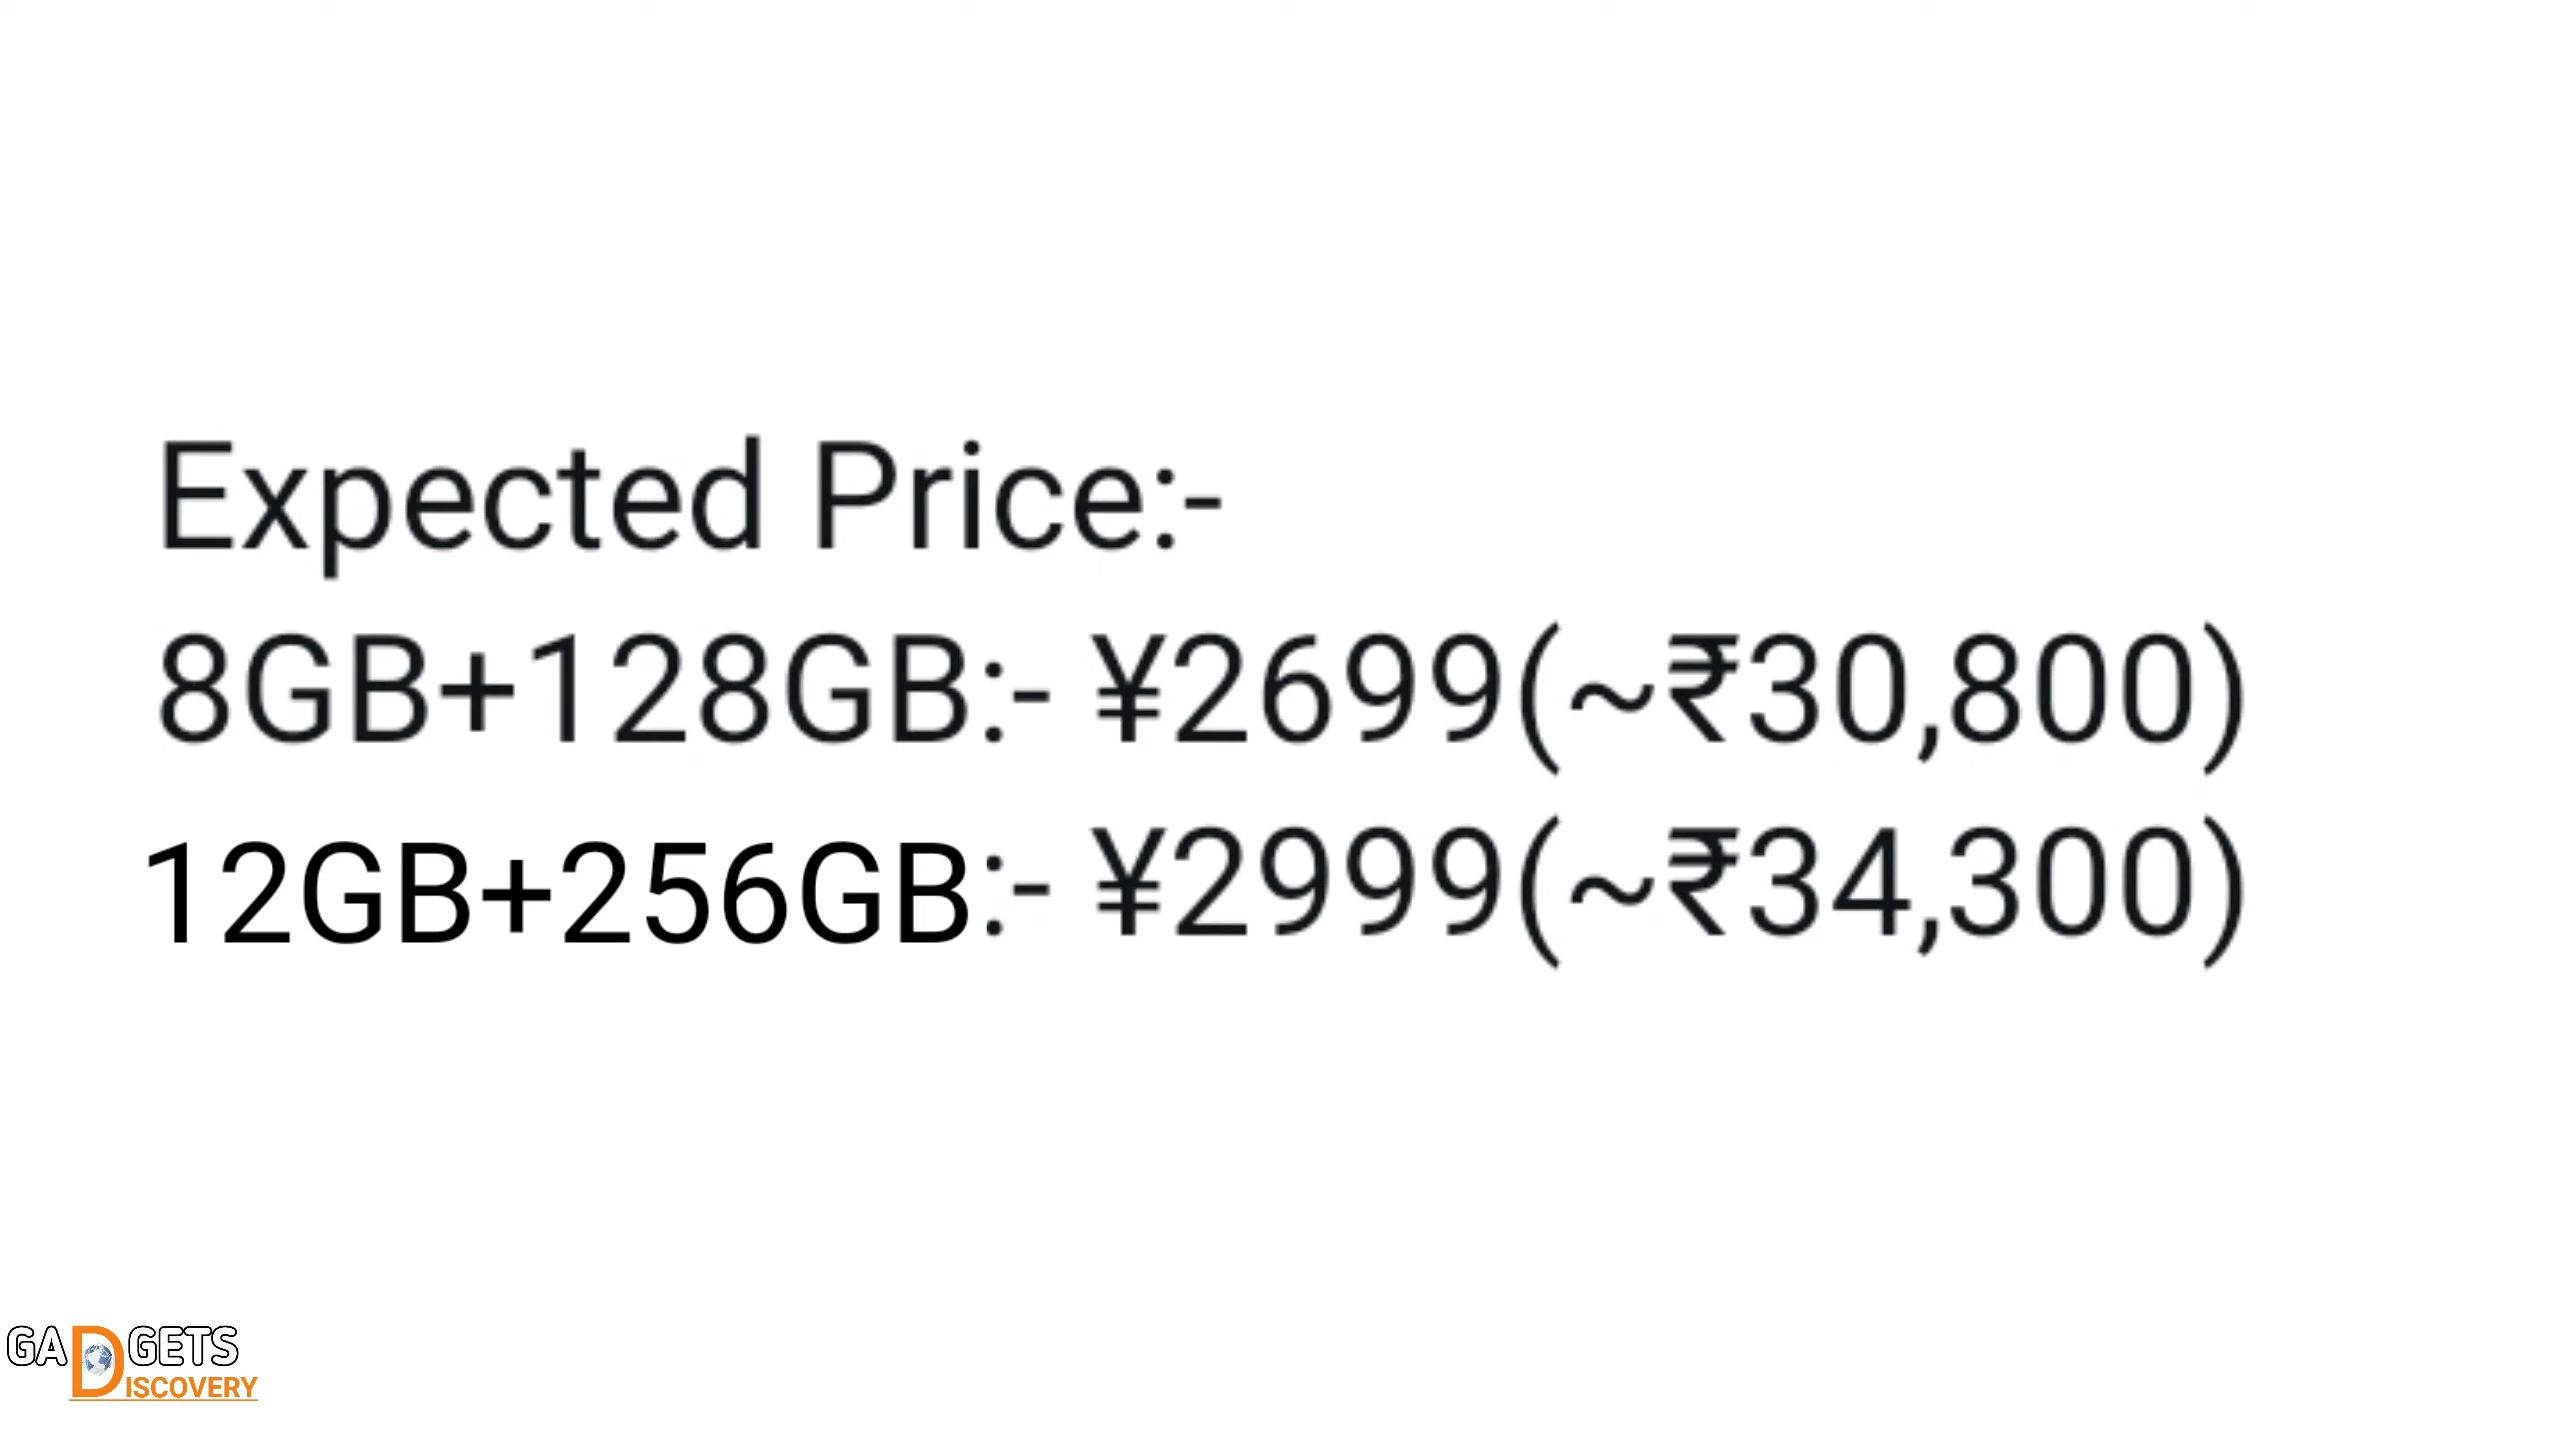 Expected Price:-
8GB+128GB:- ¥2699(~₹30,800)
12GB+256GB:- ¥2999(~₹34,300)
GADGETS
DISCOVERY